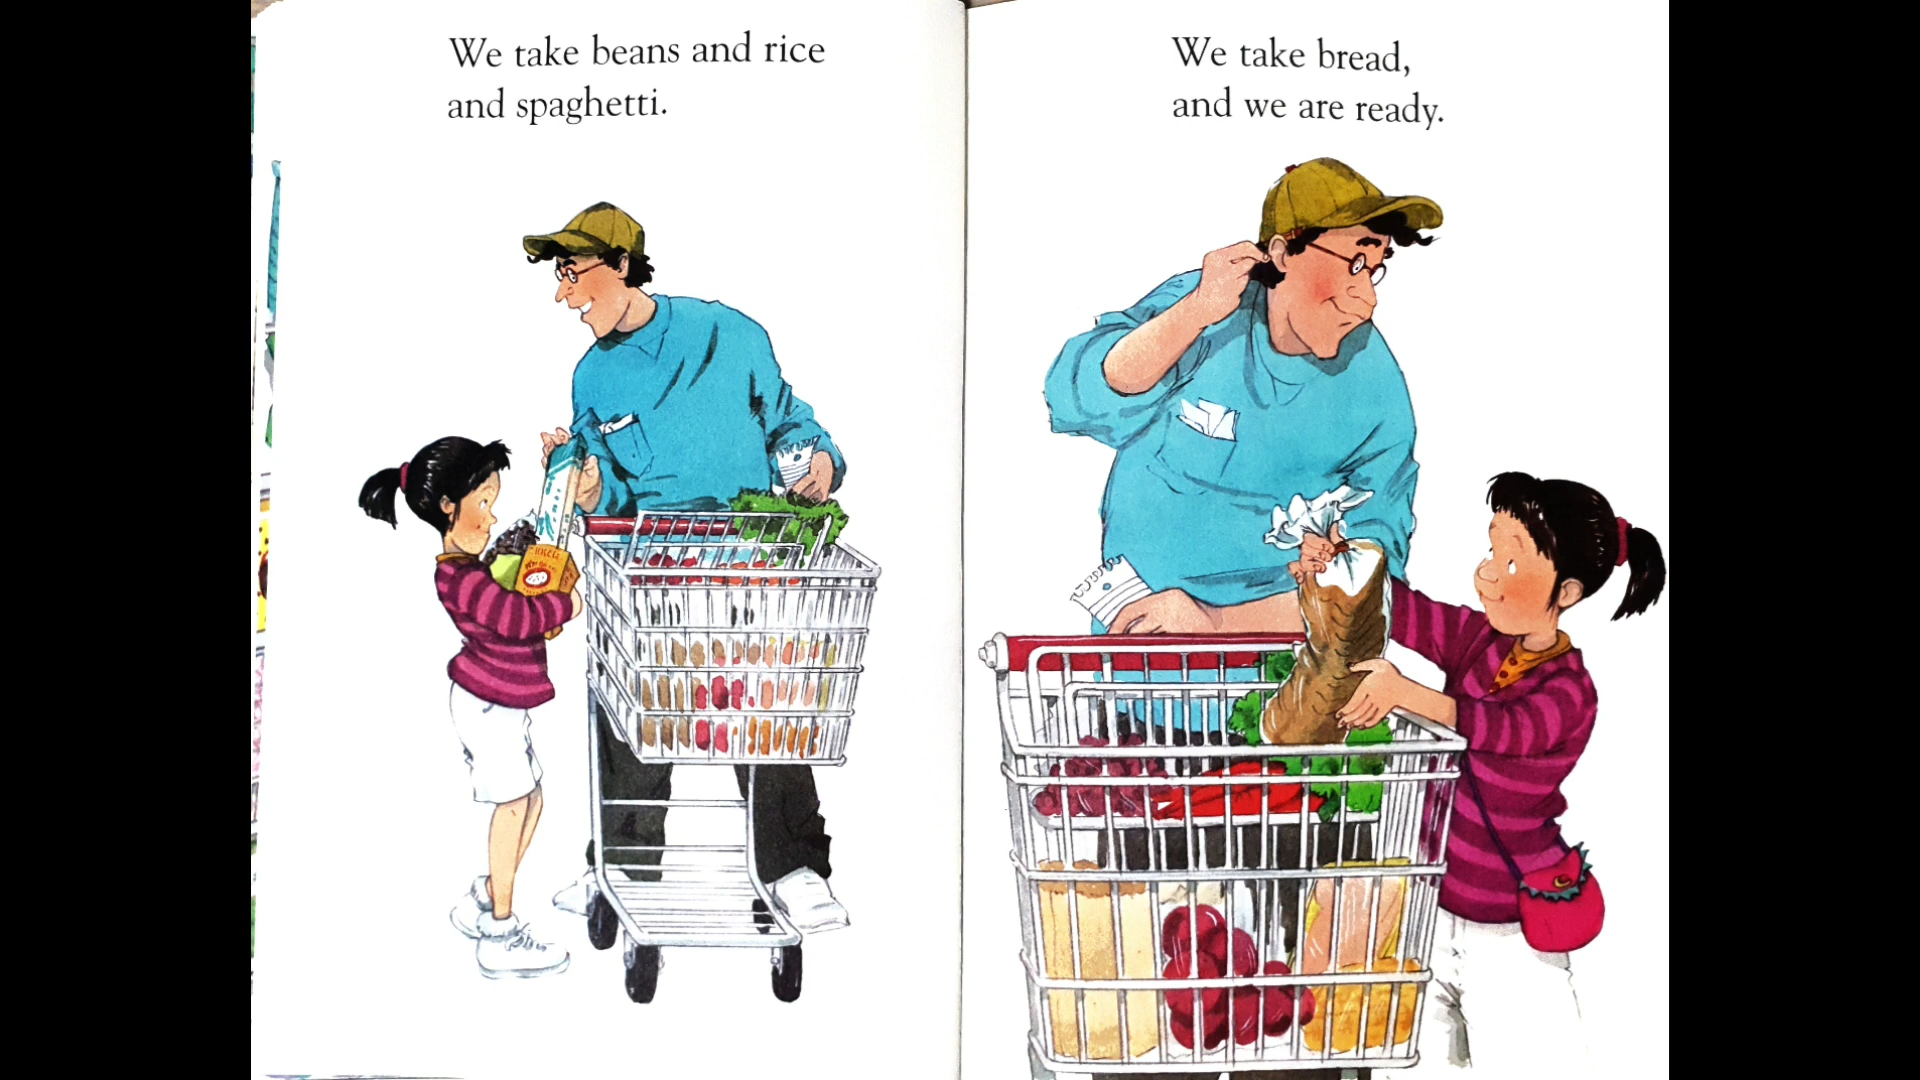 We take beans and rice
and spaghetti.
We take bread,
and we are ready.